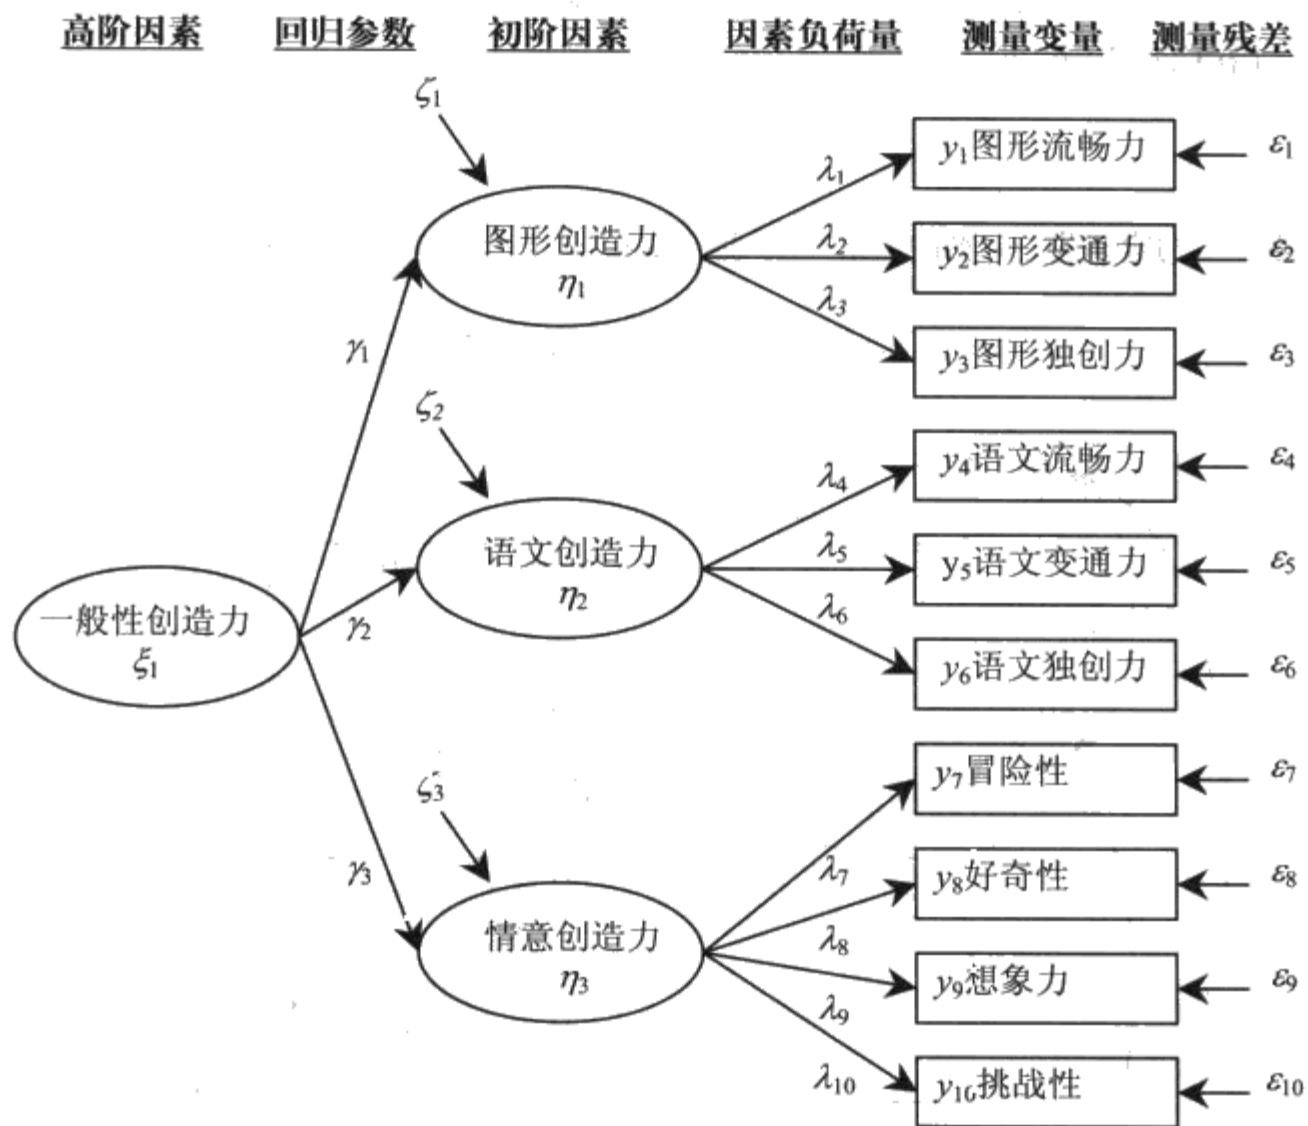 高阶因素 回归参数 初阶因素 因素负荷量 测量变量 测量残差
ζ1
y1图形流畅力 ε1
λ1
图形创造力
η1
λ2
y2图形变通力 ε2
λ3
γ1
y3图形独创力 ε3
ζ2
y4语文流畅力 ε4
λ4
语文创造力
η2
λ5
y5语文变通力 ε5
λ6
一般性创造力
ξ1
γ2
y6语文独创力 ε6
ζ3
y7冒险性 ε7
γ3
λ7
y8好奇性 ε8
情意创造力
η3
λ8
y9想象力 ε9
λ9
λ10
y10挑战性 ε10